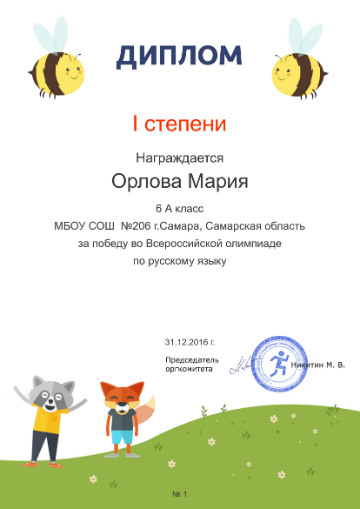 ДИПЛОМ
I степени
Награждается
Орлова Мария
6 А класс
МБОУ СОШ №206 г.Самара, Самарская область
за победу во Всероссийской олимпиаде
по русскому языку
31.12.2016 г.
Председатель
оргкомитета
Никитин М. В.
№ 1